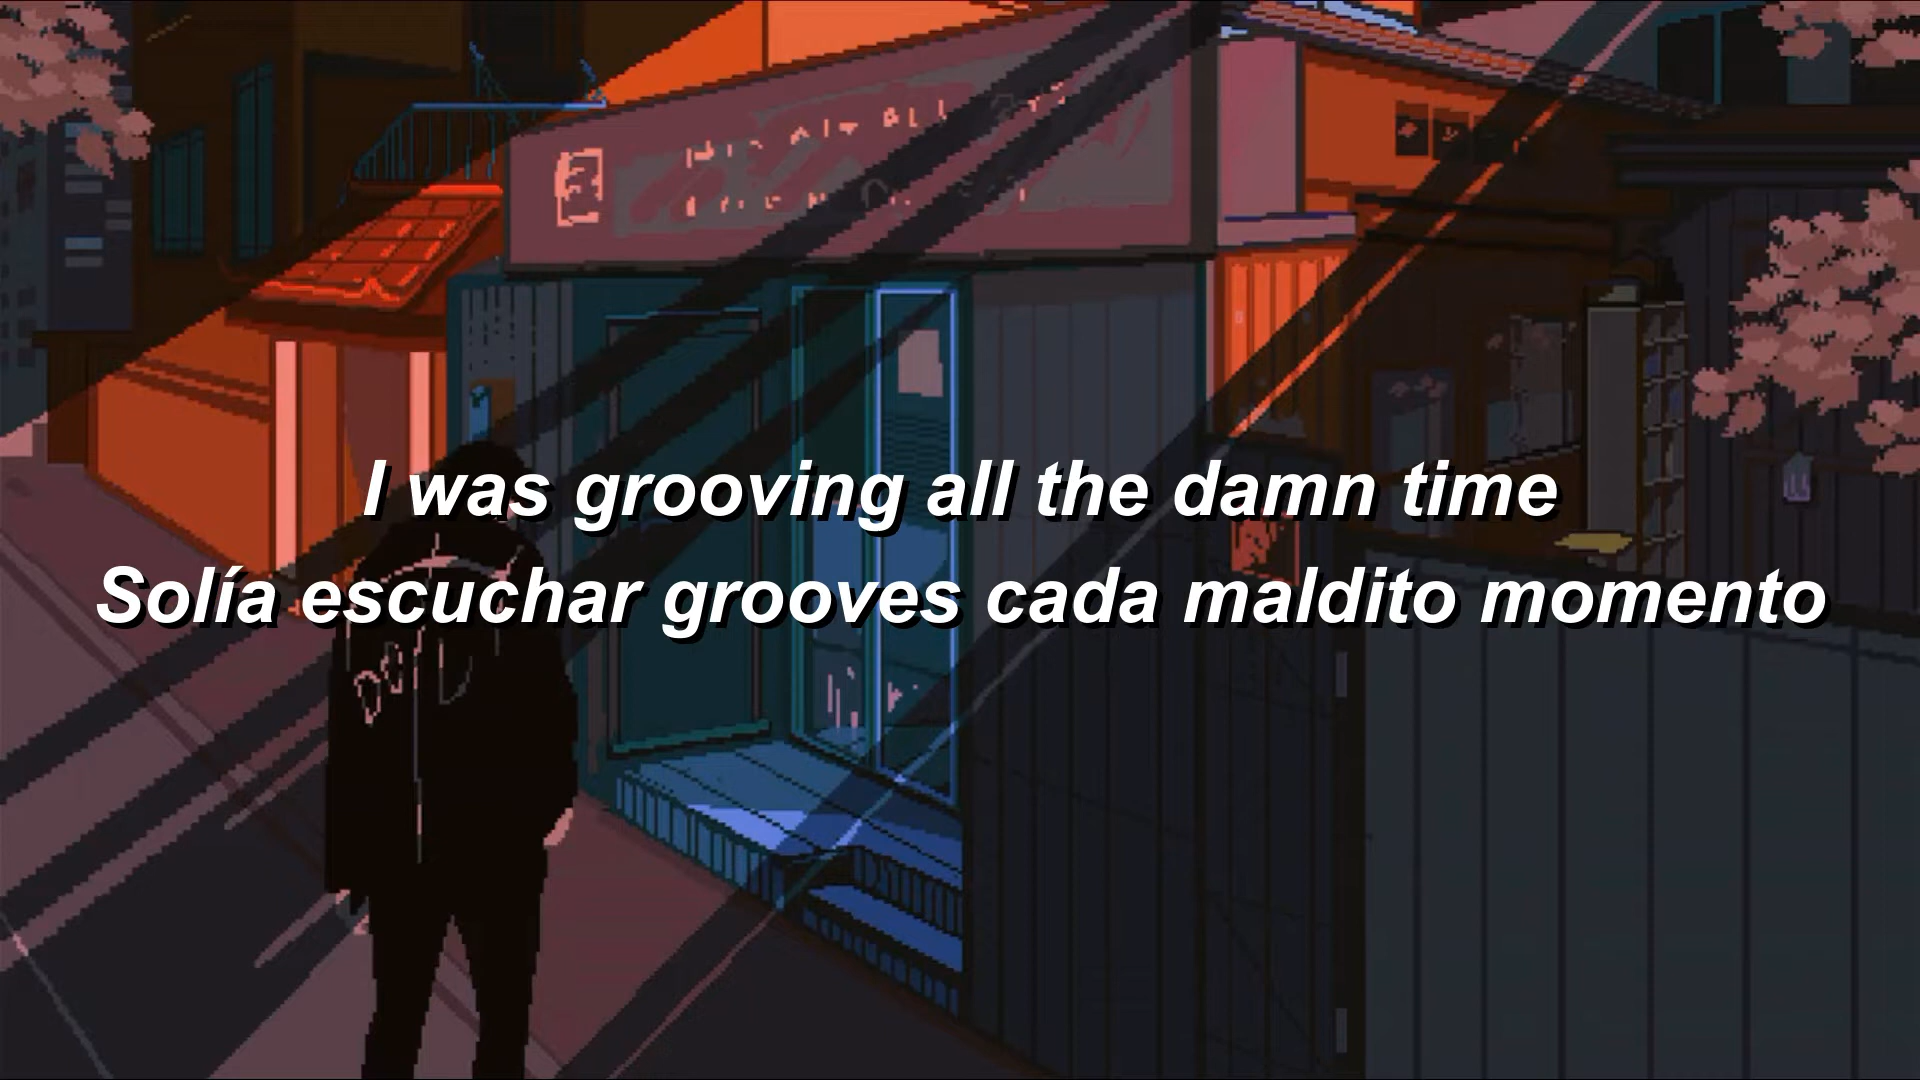 I was grooving all the damn time
Solía escuchar grooves cada maldito momento